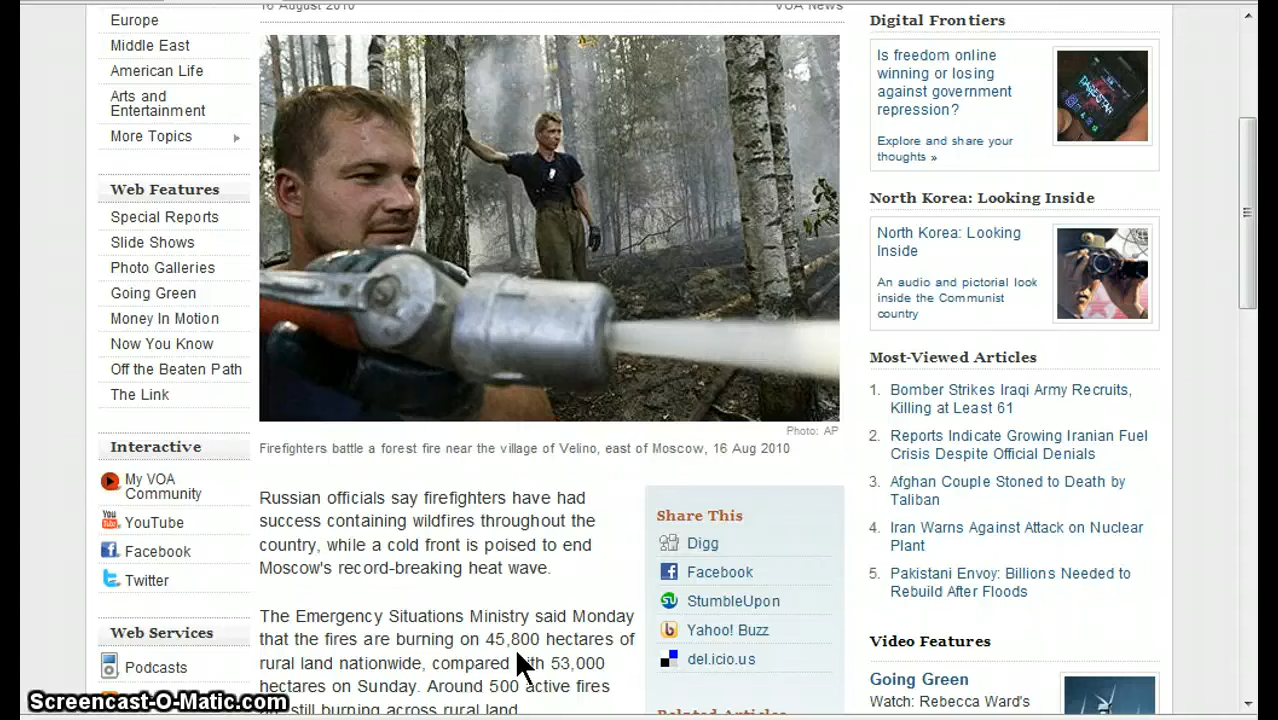 16 August 2010
VOA News
Europe
Middle East
American Life
Arts and
Entertainment
More Topics
Web Features
Special Reports
Slide Shows
Photo Galleries
Going Green
Money In Motion
Now You Know
Off the Beaten Path
The Link
Interactive
My VOA
Community
YouTube
Facebook
Twitter
Web Services
Podcasts
Photo: AP
Firefighters battle a forest fire near the village of Velino, east of Moscow, 16 Aug 2010
Russian officials say firefighters have had
success containing wildfires throughout the
country, while a cold front is poised to end
Moscow's record-breaking heat wave.
The Emergency Situations Ministry said Monday
that the fires are burning on 45,800 hectares of
rural land nationwide, compared with 53,000
hectares on Sunday. Around 500 active fires
still burning across rural land
Share This
Digg
Facebook
StumbleUpon
Yahoo! Buzz
del.icio.us
Related Articles
Digital Frontiers
Is freedom online
winning or losing
against government
repression?
Explore and share your
thoughts »
North Korea: Looking Inside
North Korea: Looking
Inside
An audio and pictorial look
inside the Communist
country
Most-Viewed Articles
1. Bomber Strikes Iraqi Army Recruits,
Killing at Least 61
2. Reports Indicate Growing Iranian Fuel
Crisis Despite Official Denials
3. Afghan Couple Stoned to Death by
Taliban
4. Iran Warns Against Attack on Nuclear
Plant
5. Pakistani Envoy: Billions Needed to
Rebuild After Floods
Video Features
Going Green
Watch: Rebecca Ward's
Screencast-O-Matic.com